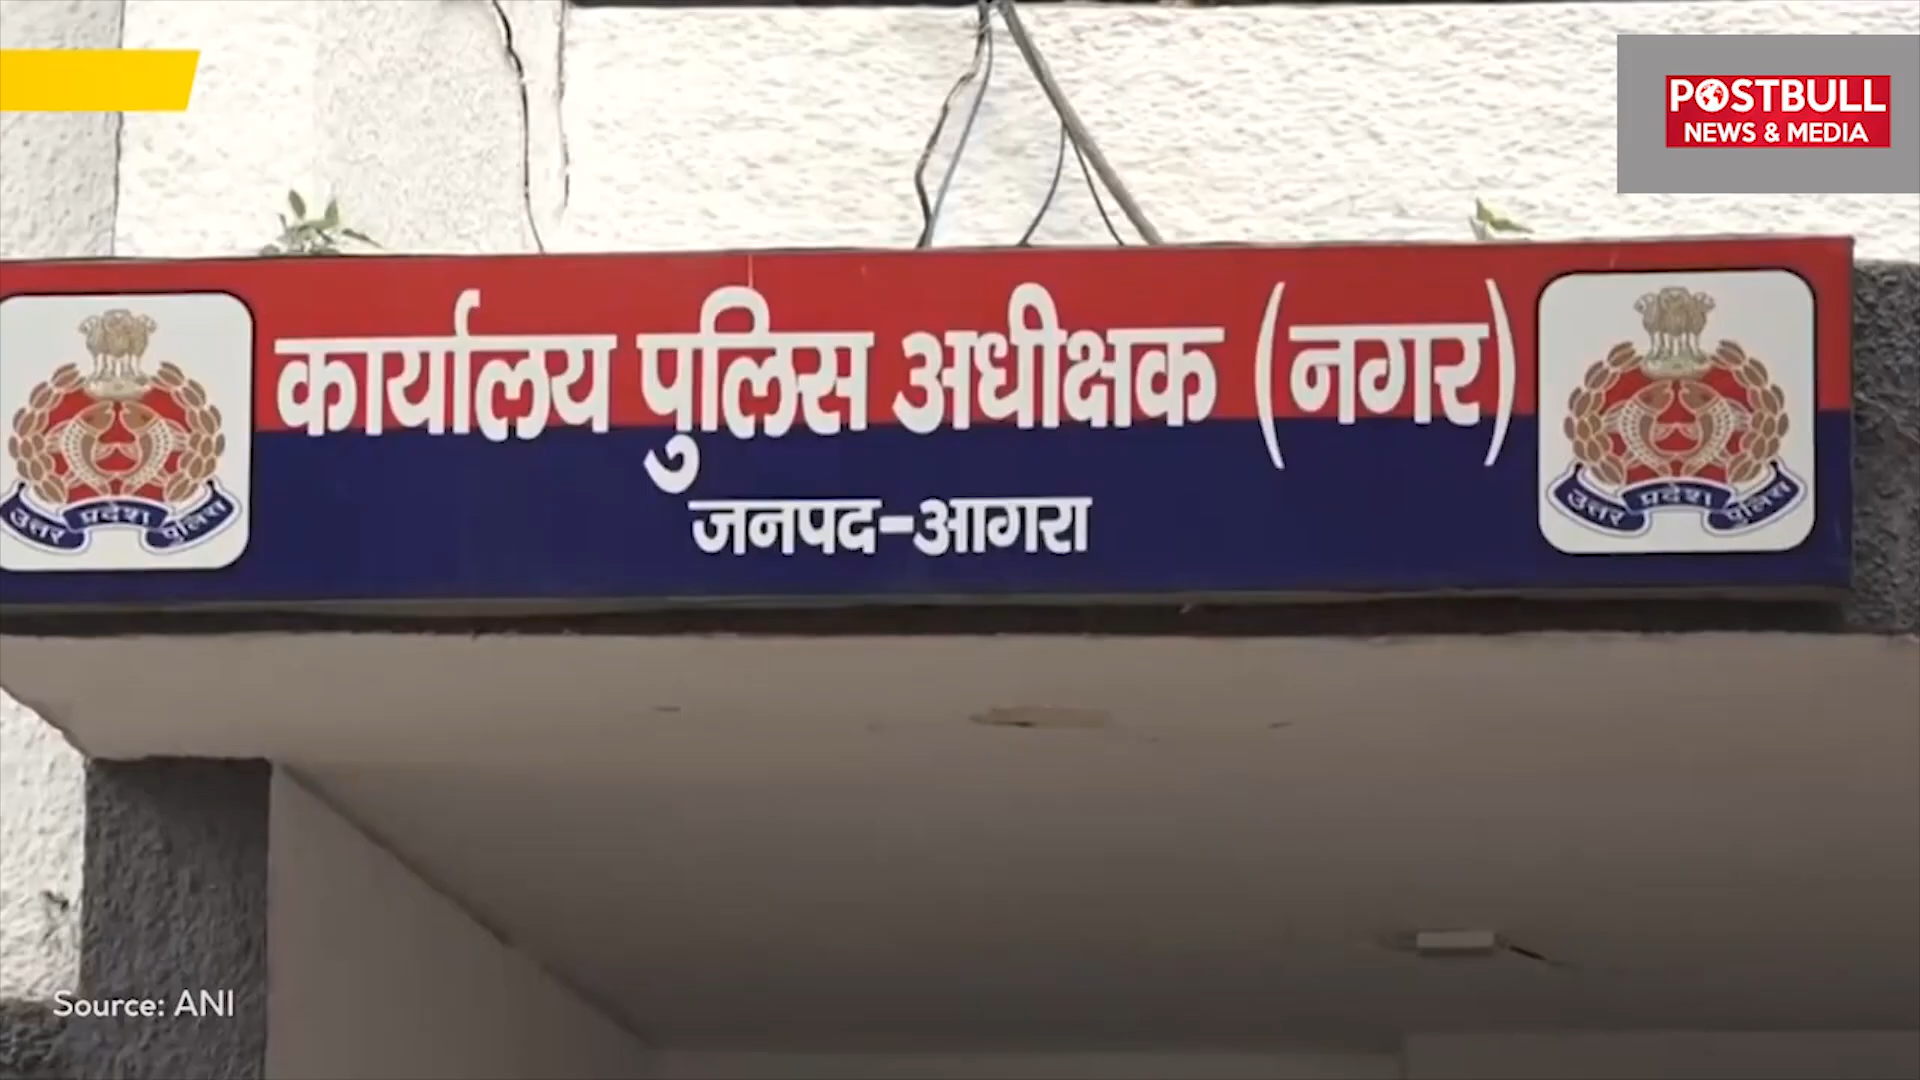 POSTBULL
NEWS & MEDIA
कार्यालय पुलिस अधीक्षक (नगर)
जनपद-आगरा
उत्तर प्रदेश पुलिस
उत्तर प्रदेश पुलिस
Source: ANI